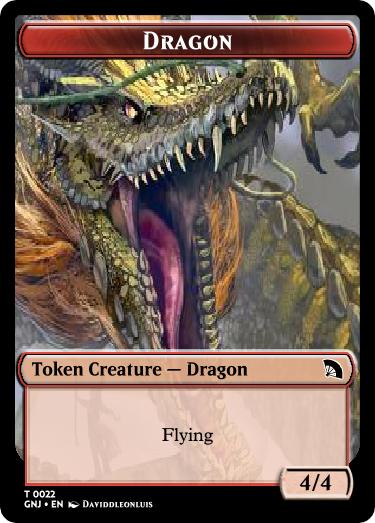 DRAGON
Token Creature — Dragon
Flying
4/4
T 0022
GNJ • EN DAVIDDLEONLUIS